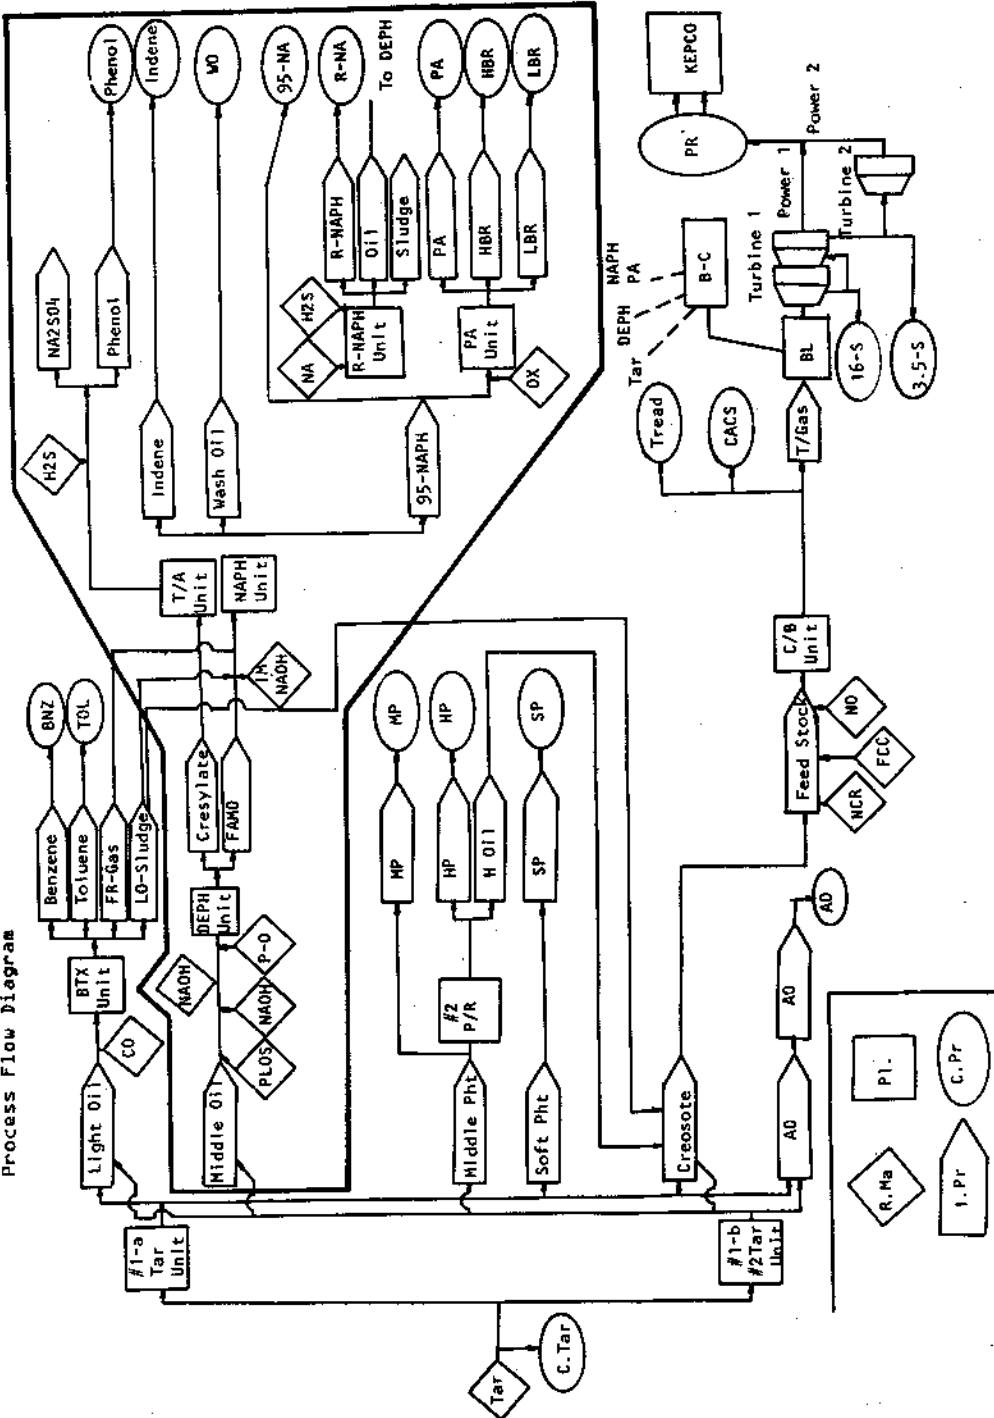 Process Flow Diagram
Tar
C.Tar
#1-a
Tar
Unit
#1-b
#2Tar
Unit
Light Oil
CO
BTX
Unit
Benzene
Toluene
FR-Gas
LO-Sludge
BNZ
TOL
Middle Oil
PLOS
NAOH
NAOH
P-O
DEPH
Unit
Cresylate
FAMO
IM
NAOH
T/A
Unit
NAPH
Unit
H2S
NA2SO4
Phenol
Phenol
Indene
Indene
Wash Oil
WO
95-NAPH
95-NA
NA
H2S
R-NAPH
Unit
R-NAPH
Oil
Sludge
R-NA
To DEPH
OX
PA
Unit
PA
HBR
LBR
PA
HBR
LBR
Middle Pht
#2
P/R
MP
HP
H Oil
MP
HP
Soft Pht
SP
SP
Creosote
AO
AO
AO
Feed Stock
NCR
FCC
NO
C/B
Unit
Tread
CACS
T/Gas
BL
B-C
Tar
DEPH
NAPH
PA
16-S
3.5-S
Turbine 1
Turbine 2
Power 1
Power 2
PR
KEPCO
R.Ma
Pl.
I.Pr
C.Pr